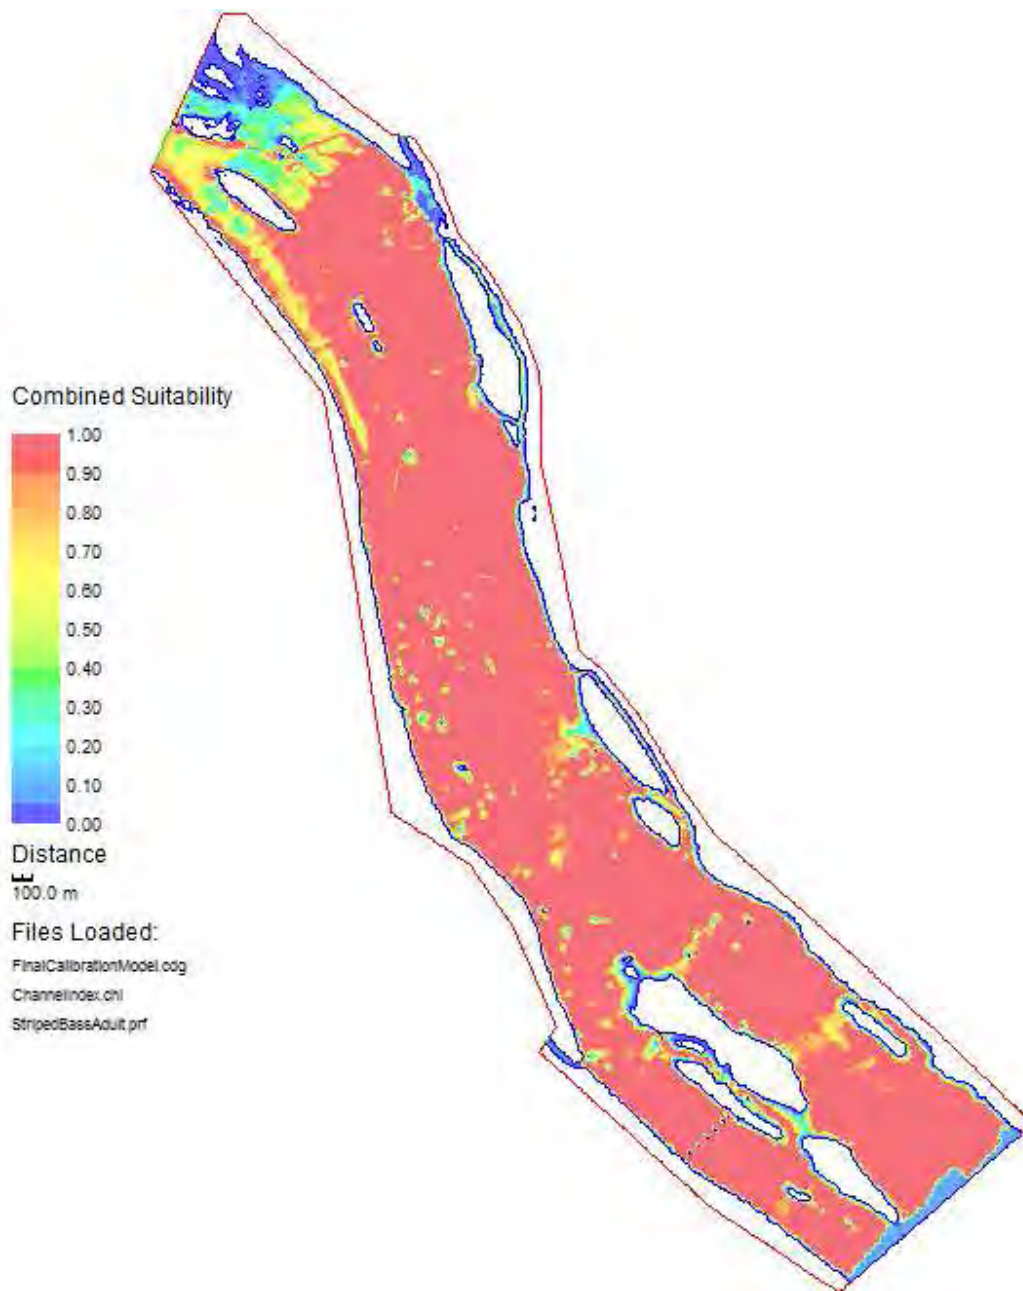 Combined Suitability
1.00
0.90
0.80
0.70
0.60
0.50
0.40
0.30
0.20
0.10
0.00
Distance
100.0 m
Files Loaded:
FinalCalibrationModel.cdg
ChannelIndex.chi
StripedBassAdult.prf